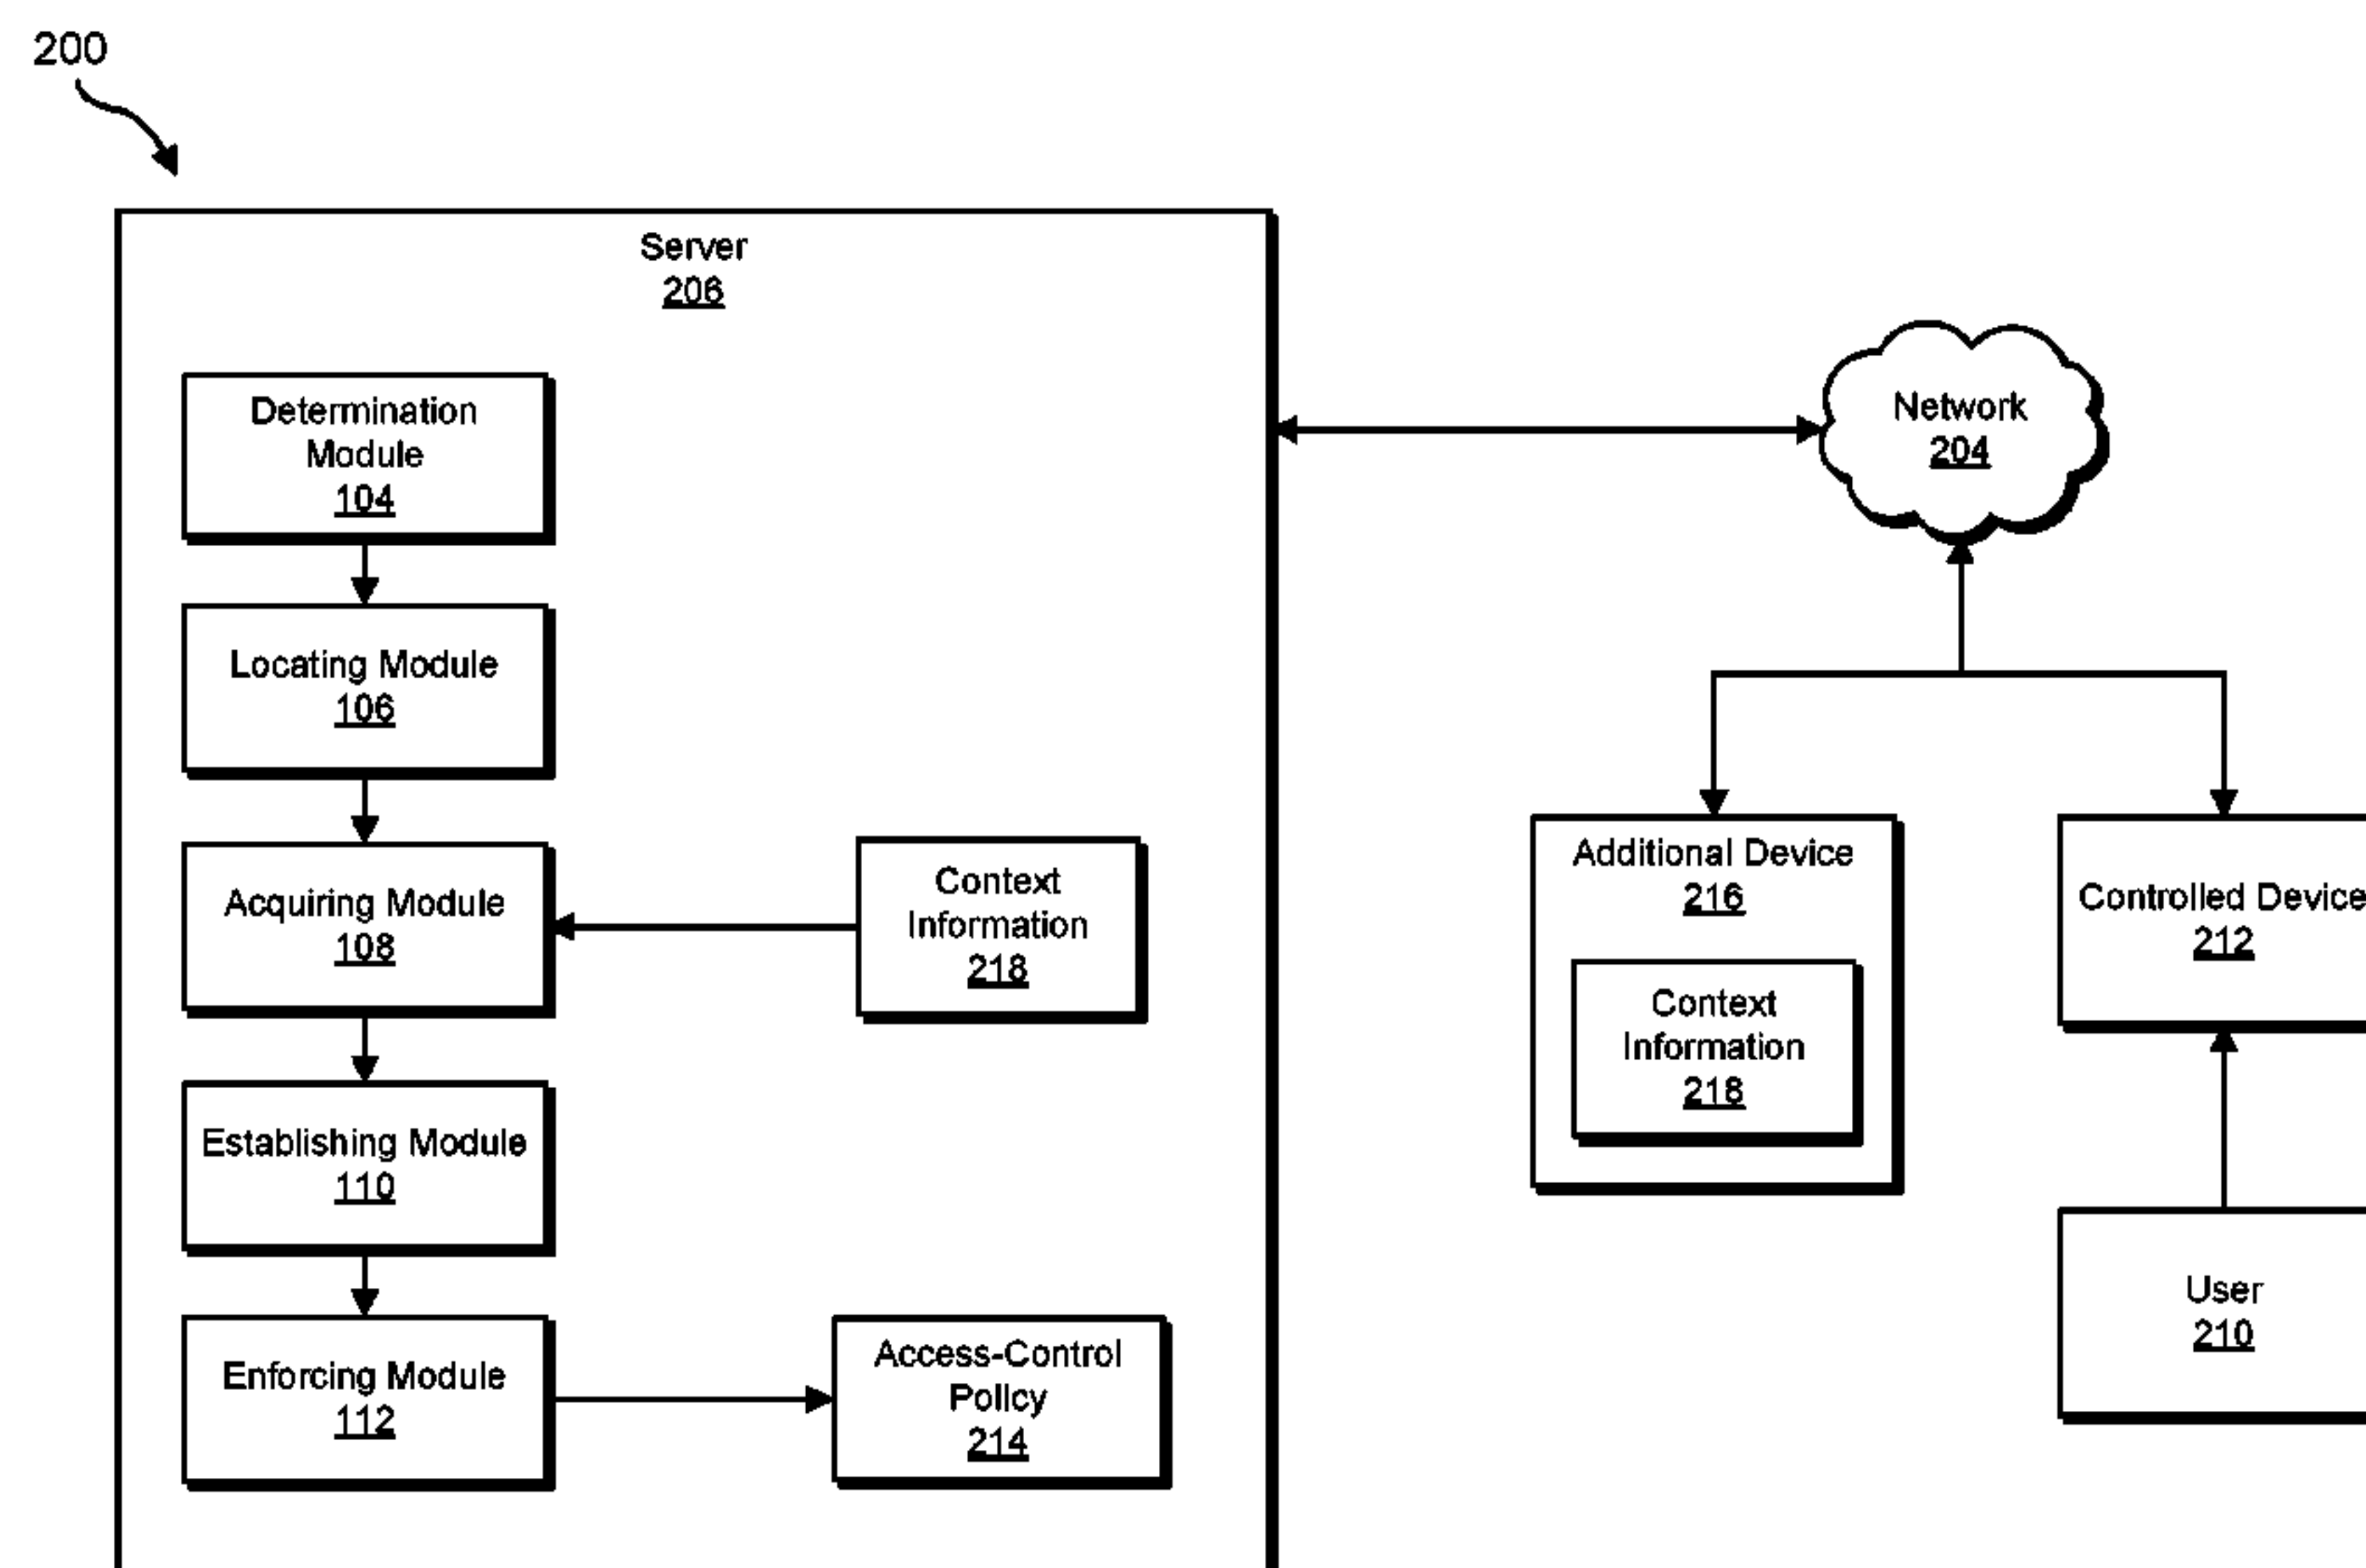 200
Server
206
Determination
Module
104
Locating Module
106
Acquiring Module
108
Context
Information
218
Establishing Module
110
Enforcing Module
112
Access-Control
Policy
214
Network
204
Additional Device
216
Context
Information
218
Controlled Device
212
User
210